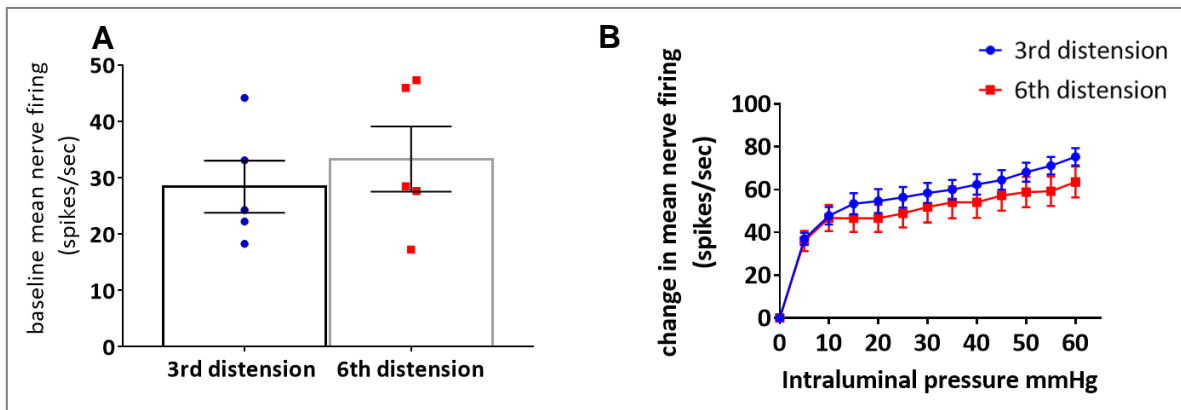 A
baseline mean nerve firing
(spikes/sec)
50
40
30
20
10
0
3rd distension
6th distension
B
3rd distension
6th distension
change in mean nerve firing
(spikes/sec)
100
80
60
40
20
0
0 10 20 30 40 50 60
Intraluminal pressure mmHg